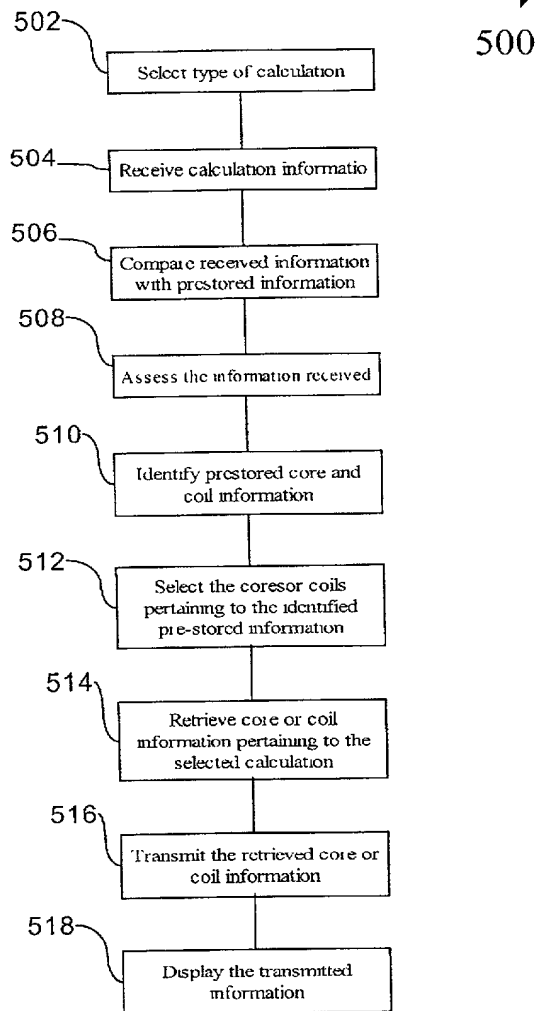 502
500
Select type of calculation
504
Receive calculation informatio
506
Compare received information
with prestored information
508
Assess the information received
510
Identify prestored core and
coil information
512
Select the coresor coils
pertaining to the identified
pre-stored information
514
Retrieve core or coil
information pertaining to the
selected calculation
516
Transmit the retrieved core or
coil information
518
Display the transmitted
information